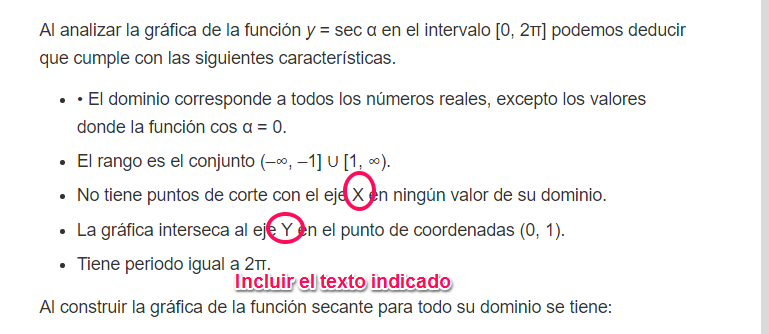 Al analizar la gráfica de la función y = sec α en el intervalo [0, 2π] podemos deducir
que cumple con las siguientes características.
• • El dominio corresponde a todos los números reales, excepto los valores
donde la función cos α = 0.
• El rango es el conjunto (–∞, –1] ∪ [1, ∞).
• No tiene puntos de corte con el eje X en ningún valor de su dominio.
• La gráfica interseca al eje Y en el punto de coordenadas (0, 1).
• Tiene periodo igual a 2π.
Incluir el texto indicado
Al construir la gráfica de la función secante para todo su dominio se tiene: